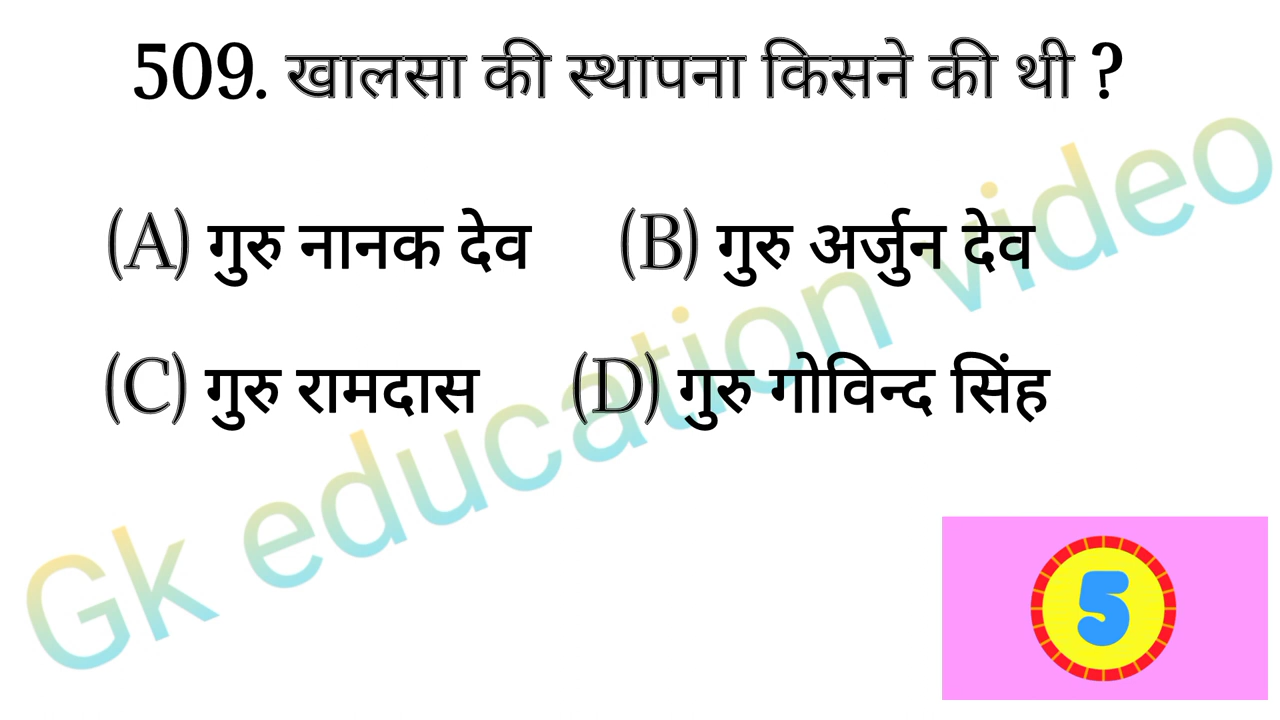 509. खालसा की स्थापना किसने की थी ?
(A) गुरु नानक देव (B) गुरु अर्जुन देव
(C) गुरु रामदास (D) गुरु गोविन्द सिंह
Gk education video
5